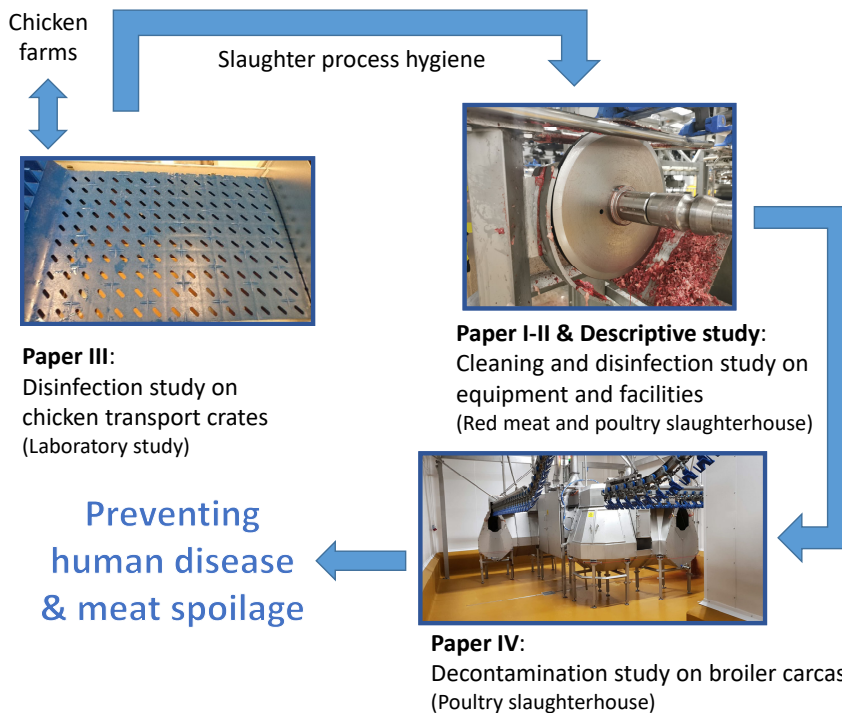 Chicken
farms
Slaughter process hygiene
Paper III:
Disinfection study on
chicken transport crates
(Laboratory study)
Paper I-II & Descriptive study:
Cleaning and disinfection study on
equipment and facilities
(Red meat and poultry slaughterhouse)
Preventing
human disease
& meat spoilage
Paper IV:
Decontamination study on broiler carcas
(Poultry slaughterhouse)